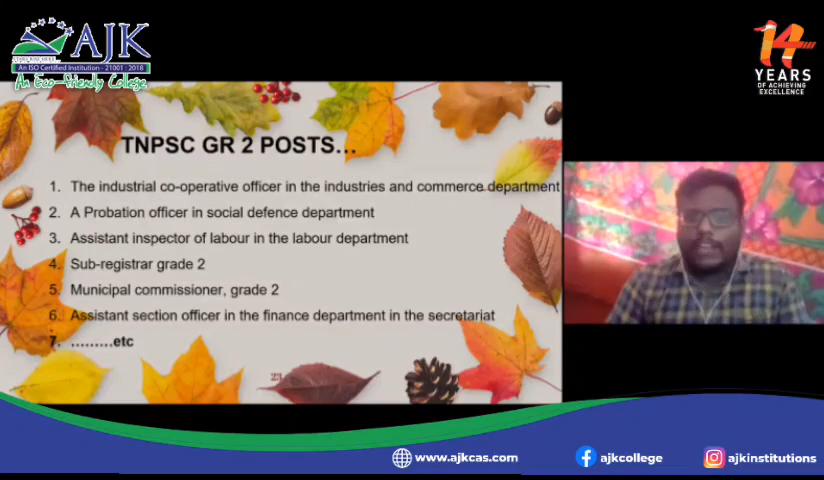 AJK
An ISO Certified Institution - 21001 : 2018
An Eco-friendly College
14
YEARS
OF ACHIEVING
EXCELLENCE
TNPSC GR 2 POSTS...
1. The industrial co-operative officer in the industries and commerce department
2. A Probation officer in social defence department
3. Assistant inspector of labour in the labour department
4. Sub-registrar grade 2
5. Municipal commissioner, grade 2
6. Assistant section officer in the finance department in the secretariat
7. .........etc
www.ajkcas.com
ajkcollege
ajkinstitutions